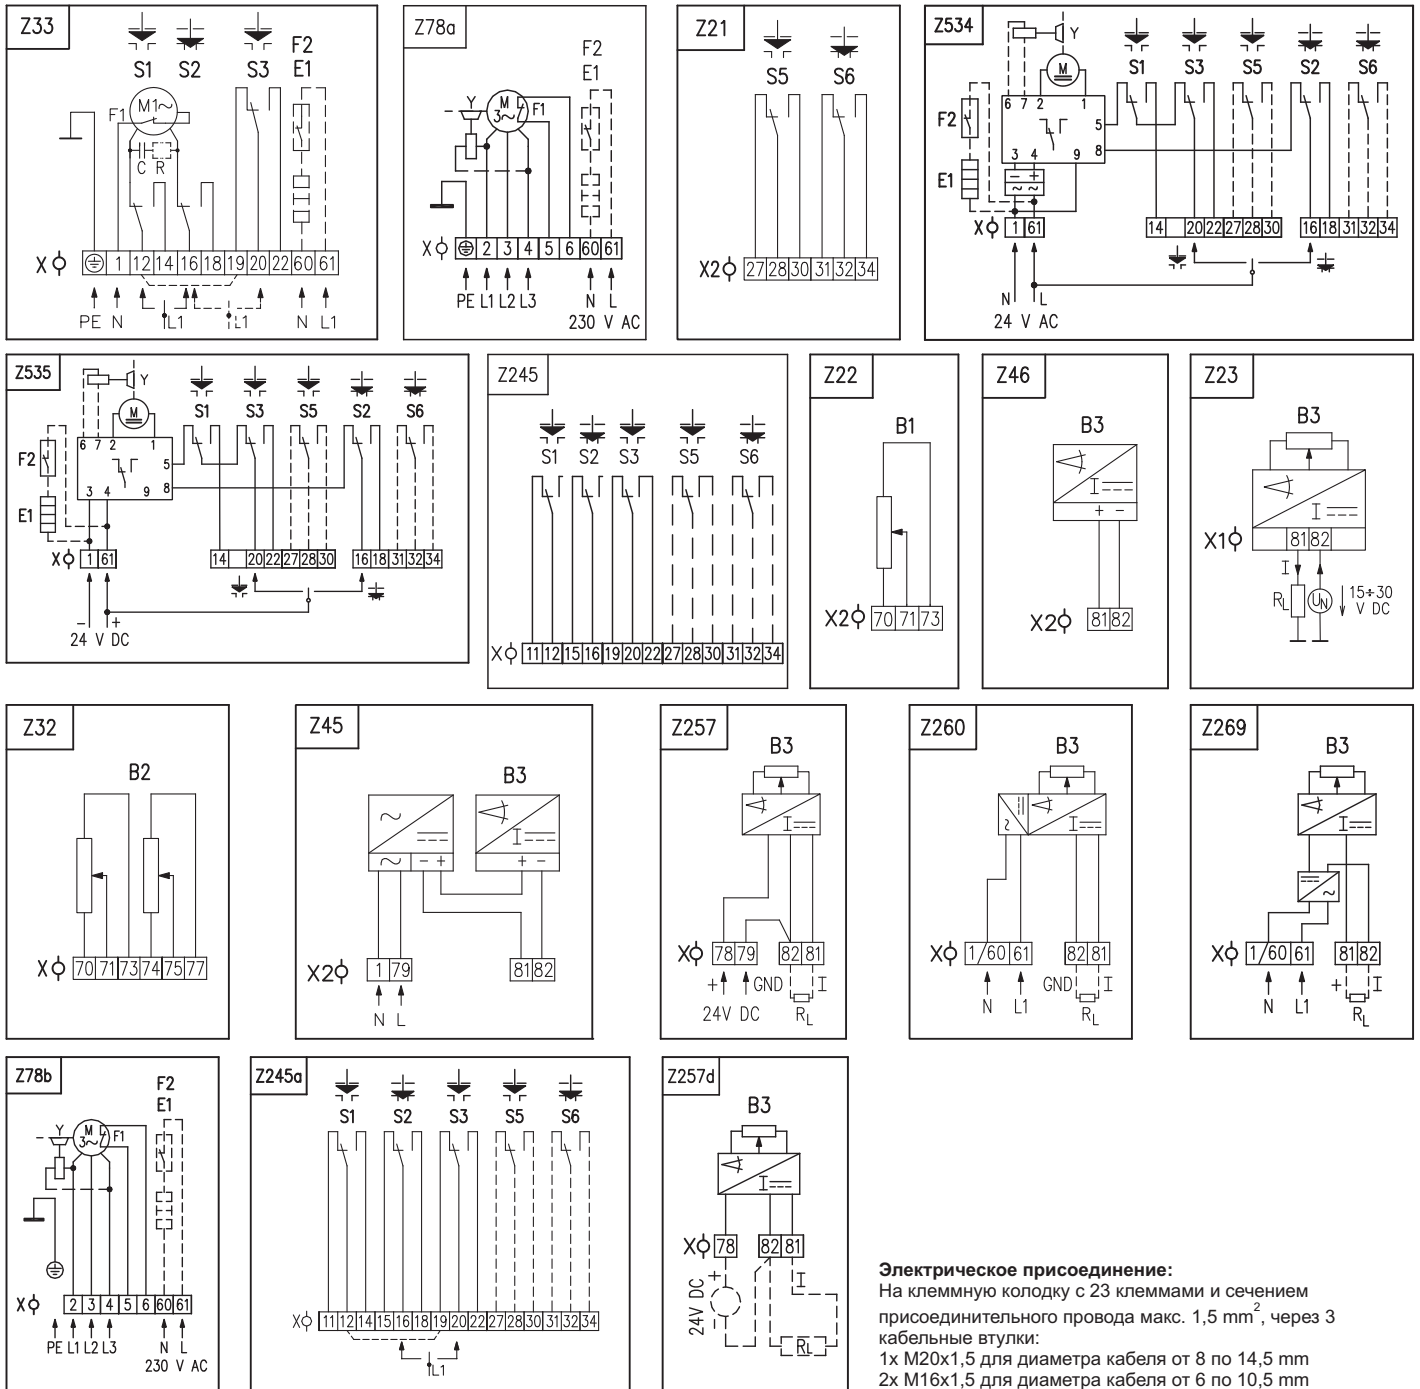 Z33
S1 S2 S3 F2
E1
F1 M1~
C R
X ⏚ 1 12 14 16 18 19 20 22 60 61
PE N L1 L1 N L1
Z78a
F2
E1
Y M 3~ F1
X ⏚ 2 3 4 5 6 60 61
PE L1 L2 L3 N L
230 V AC
Z21
S5 S6
X2 27 28 30 31 32 34
Z534
Y
M
S1 S3 S5 S2 S6
6 7 2 1
F2
5
8
3 4 9
E1
- +
~ ~
X 1 61 14 20 22 27 28 30 16 18 31 32 34
N L
24 V AC
Z535
Y
M
S1 S3 S5 S2 S6
6 7 2 1
F2
5
8
3 4 9
E1
X 1 61 14 20 22 27 28 30 16 18 31 32 34
- +
24 V DC
Z245
S1 S2 S3 S5 S6
X 11 12 15 16 19 20 22 27 28 30 31 32 34
Z22
B1
X2 70 71 73
Z46
B3
I
+ -
X2 81 82
Z23
B3
I
X1 81 82
I
RL UN 15÷30
V DC
Z32
B2
X 70 71 73 74 75 77
Z45
B3
~ I
~ - + + -
X2 1 79 81 82
N L
Z257
B3
I
X 78 79 82 81
+ GND I
24V DC RL
Z260
B3
~ I
X 1/60 61 82 81
GND I
N L1 RL
Z269
B3
I
~
X 1/60 61 81 82
+ I
N L1 RL
Z78b
F2
E1
Y M 3~ F1
X 2 3 4 5 6 60 61
PE L1 L2 L3 N L
230 V AC
Z245a
S1 S2 S3 S5 S6
X 11 12 14 15 16 18 19 20 22 27 28 30 31 32 34
L1
Z257d
B3
I
X 78 82 81
+ I
24V DC
-
RL
Электрическое присоединение:
На клеммную колодку с 23 клеммами и сечением
присоединительного провода макс. 1,5 mm², через 3
кабельные втулки:
1x M20x1,5 для диаметра кабеля от 8 по 14,5 mm
2x M16x1,5 для диаметра кабеля от 6 по 10,5 mm